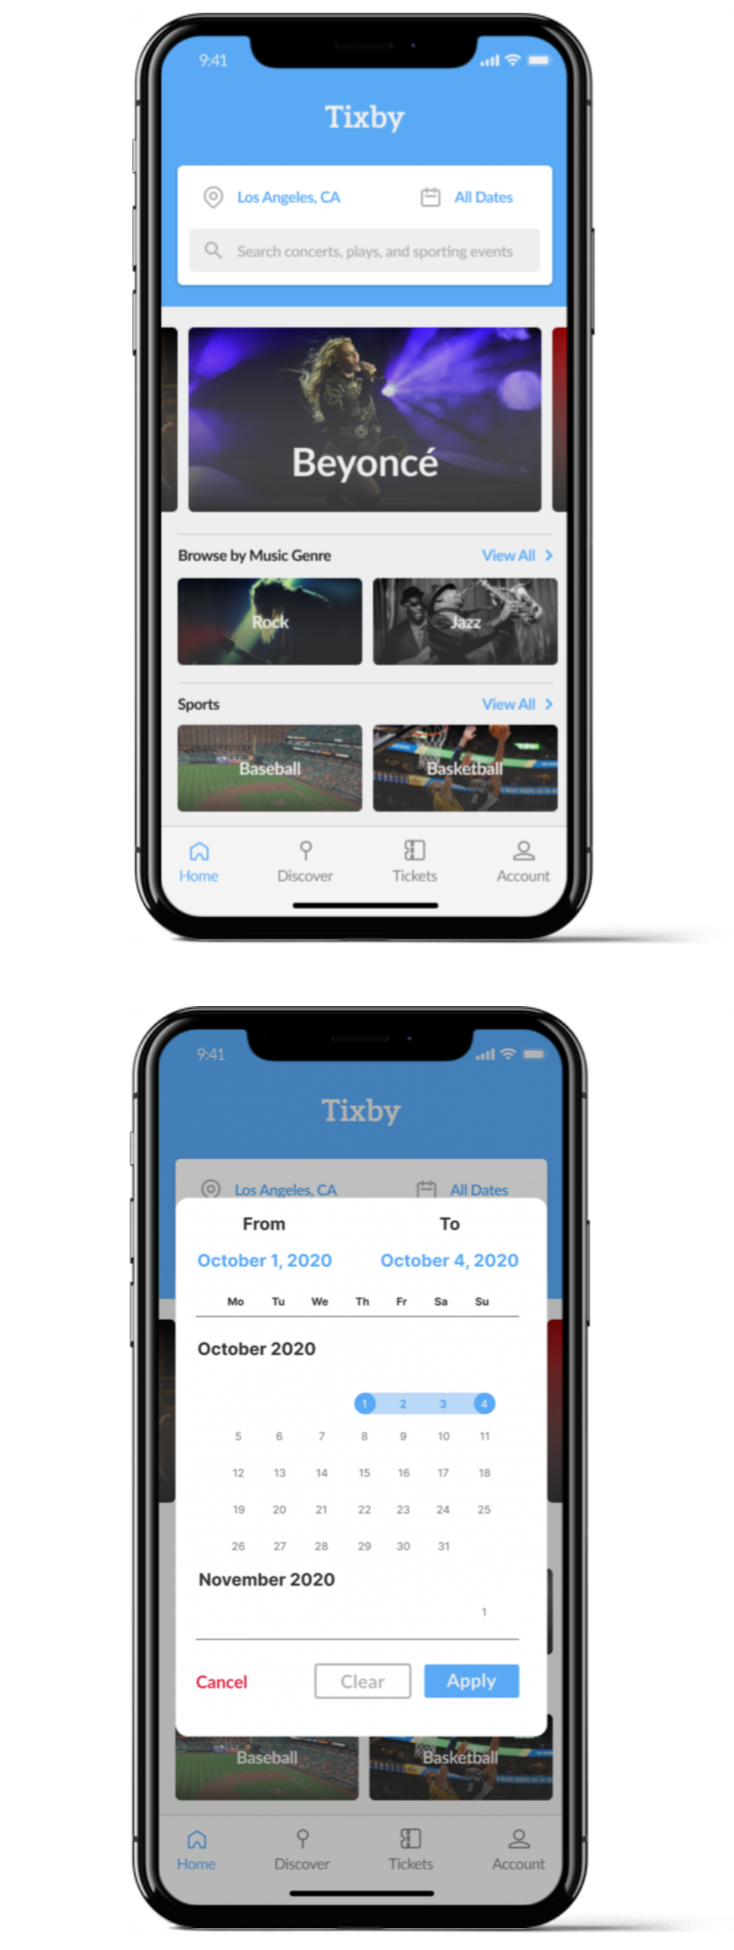 9:41
Tixby
Los Angeles, CA All Dates
Search concerts, plays, and sporting events
Beyoncé
Browse by Music Genre View All
Rock Jazz
Sports View All
Baseball Basketball
Home Discover Tickets Account
9:41
Tixby
Los Angeles, CA All Dates
From To
October 1, 2020 October 4, 2020
Mo Tu We Th Fr Sa Su
October 2020
1 2 3 4
5 6 7 8 9 10 11
12 13 14 15 16 17 18
19 20 21 22 23 24 25
26 27 28 29 30 31
November 2020
1
Cancel Clear Apply
Baseball Basketball
Home Discover Tickets Account